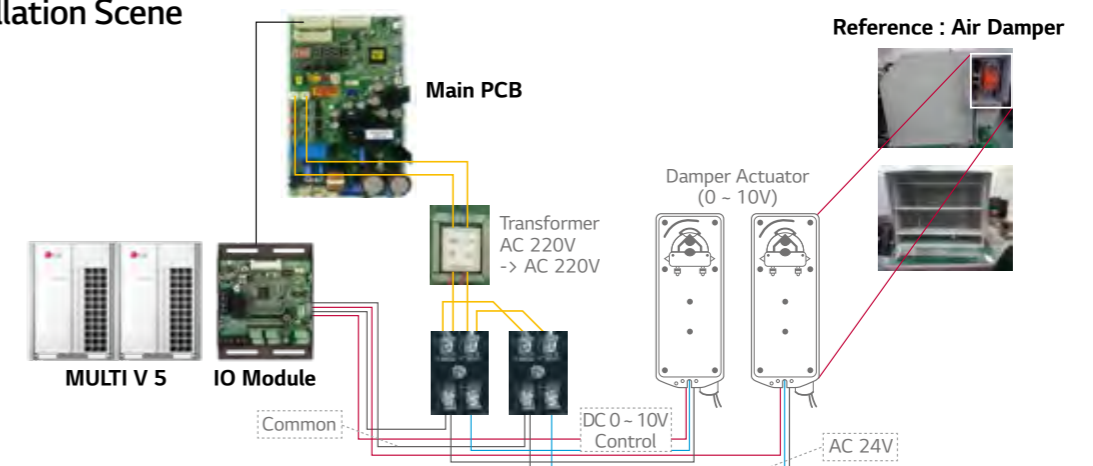 llation Scene
Reference : Air Damper
Main PCB
Damper Actuator
(0 ~ 10V)
Transformer
AC 220V
-> AC 220V
MULTI V 5
IO Module
Common
DC 0 ~ 10V
Control
AC 24V